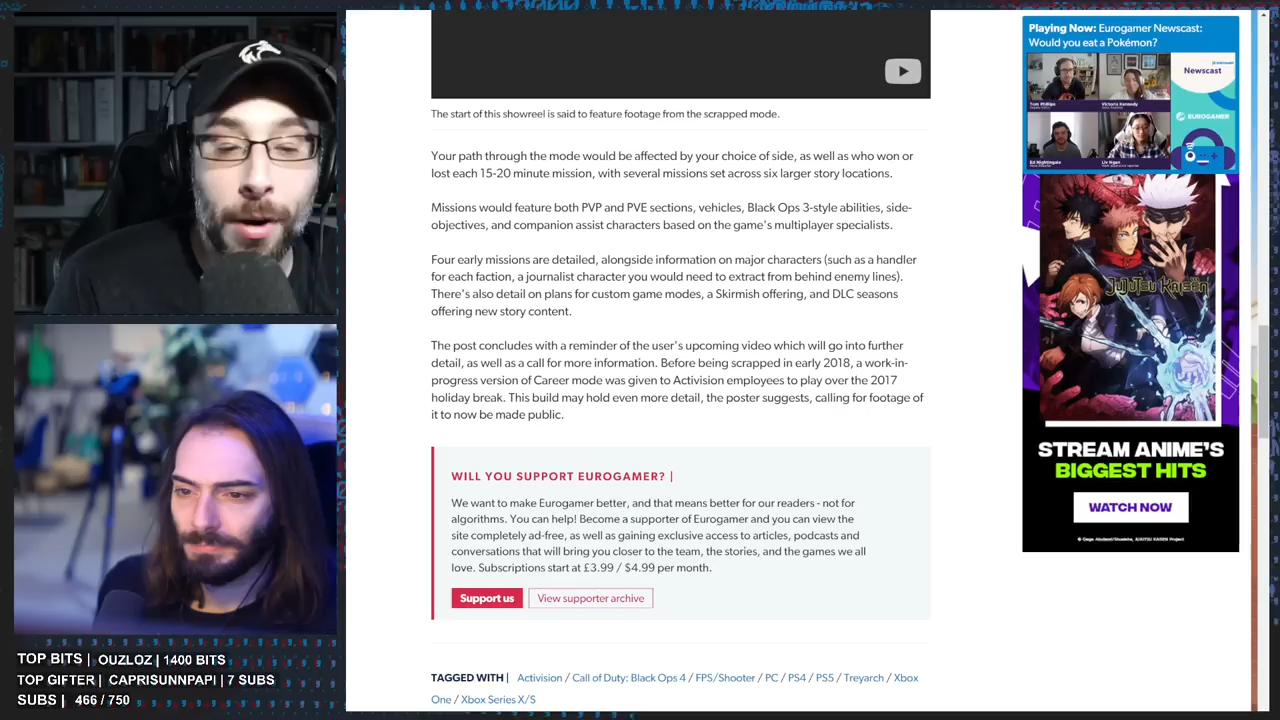 Playing Now: Eurogamer Newscast:
Would you eat a Pokémon?
Newscast
EUROGAMER
Tom Phillips
Victoria Kennedy
Ed Nightingale
Liv Ngan
The start of this showreel is said to feature footage from the scrapped mode.
Your path through the mode would be affected by your choice of side, as well as who won or
lost each 15-20 minute mission, with several missions set across six larger story locations.
Missions would feature both PVP and PVE sections, vehicles, Black Ops 3-style abilities, side-
objectives, and companion assist characters based on the game's multiplayer specialists.
Four early missions are detailed, alongside information on major characters (such as a handler
for each faction, a journalist character you would need to extract from behind enemy lines).
There's also detail on plans for custom game modes, a Skirmish offering, and DLC seasons
offering new story content.
The post concludes with a reminder of the user's upcoming video which will go into further
detail, as well as a call for more information. Before being scrapped in early 2018, a work-in-
progress version of Career mode was given to Activision employees to play over the 2017
holiday break. This build may hold even more detail, the poster suggests, calling for footage of
it to now be made public.
JUJUTSU KAISEN
STREAM ANIME'S
BIGGEST HITS
WATCH NOW
WILL YOU SUPPORT EUROGAMER? |
We want to make Eurogamer better, and that means better for our readers - not for
algorithms. You can help! Become a supporter of Eurogamer and you can view the
site completely ad-free, as well as gaining exclusive access to articles, podcasts and
conversations that will bring you closer to the team, the stories, and the games we all
love. Subscriptions start at £3.99 / $4.99 per month.
Support us
View supporter archive
TAGGED WITH | Activision / Call of Duty: Black Ops 4 / FPS/Shooter / PC / PS4 / PS5 / Treyarch / Xbox
One / Xbox Series X/S
TOP BITS | OUZLOZ | 1400 BITS
TOP GIFTER | CAPRISUNNPAPI | 7 SUBS
SUBS | 466 / 750